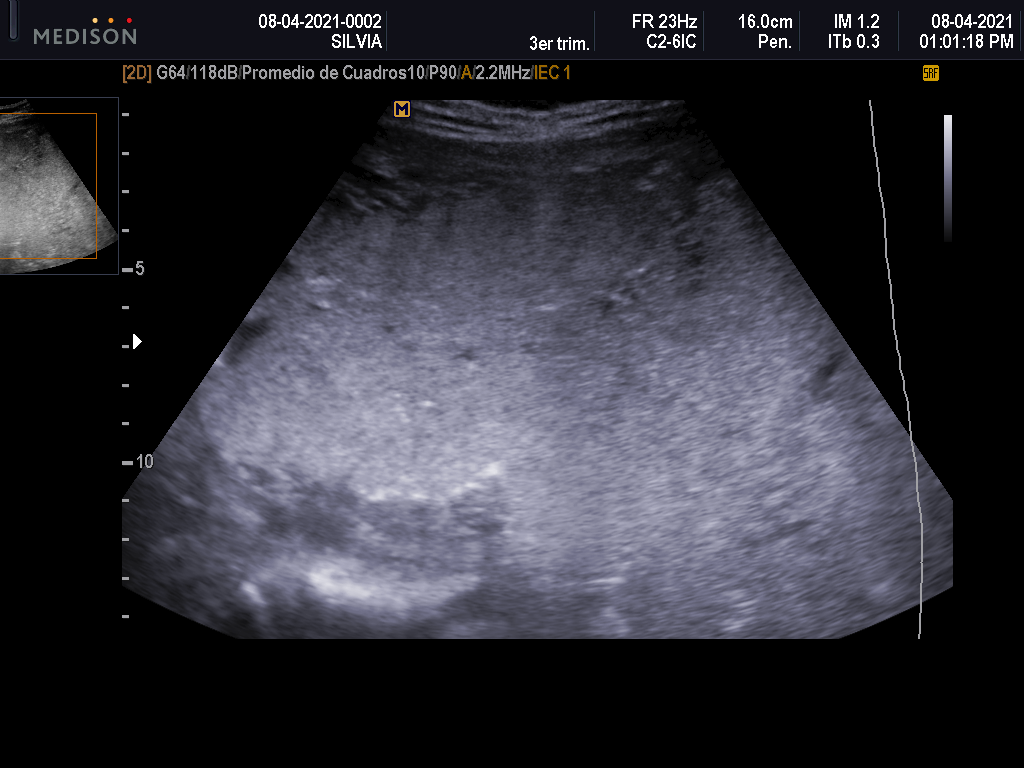 MEDISON
08-04-2021-0002
SILVIA
3er trim.
FR 23Hz
C2-6IC
16.0cm
Pen.
IM 1.2
ITb 0.3
08-04-2021
01:01:18 PM
[2D] G64/118dB/Promedio de Cuadros10/P90/A/2.2MHz/IEC 1
SRF
M
5
10